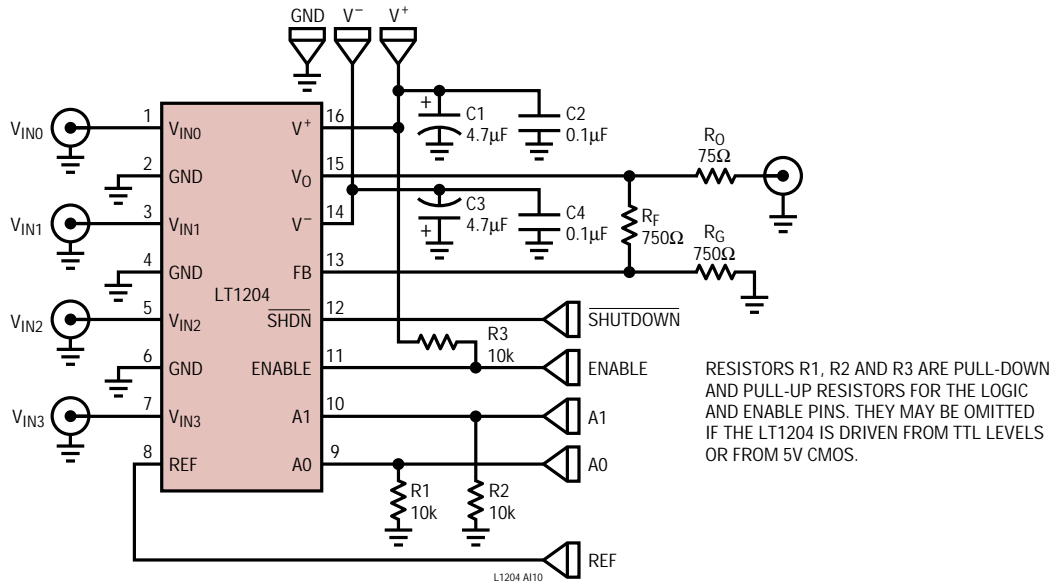 GND V⁻ V⁺
V_IN0
1 V_IN0 V⁺ 16
+ C1 4.7µF
C2 0.1µF
R_O 75Ω
2 GND V_O 15
V_IN1
3 V_IN1 V⁻ 14
C3 4.7µF +
C4 0.1µF
R_F 750Ω
R_G 750Ω
4 GND FB 13
LT1204
V_IN2
5 V_IN2 S̅H̅D̅N̅ 12
S̅H̅U̅T̅D̅O̅W̅N̅
R3 10k
6 GND ENABLE 11
ENABLE
V_IN3
7 V_IN3 A1 10
A1
8 REF A0 9
A0
R1 10k
R2 10k
REF
L1204 AI10
RESISTORS R1, R2 AND R3 ARE PULL-DOWN
AND PULL-UP RESISTORS FOR THE LOGIC
AND ENABLE PINS. THEY MAY BE OMITTED
IF THE LT1204 IS DRIVEN FROM TTL LEVELS
OR FROM 5V CMOS.